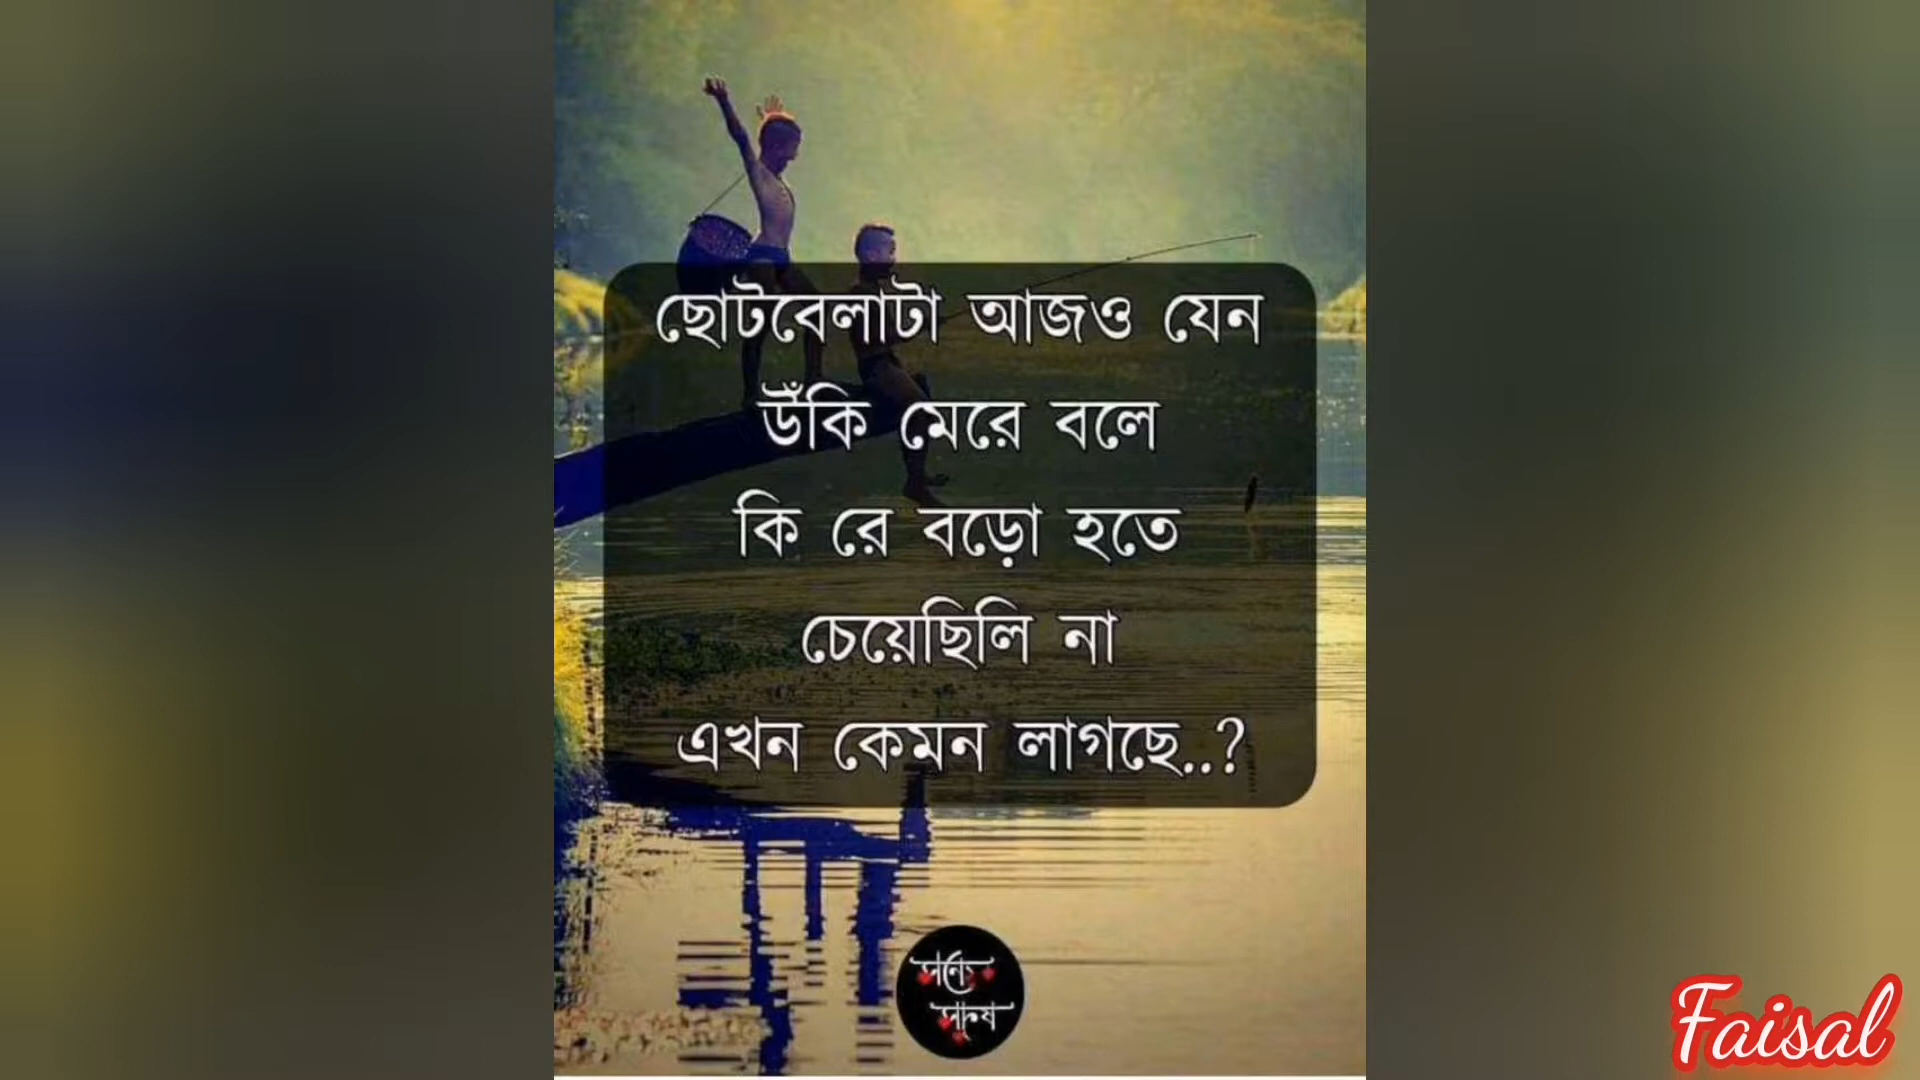 ছোটবেলাটা আজও যেন
উঁকি মেরে বলে
কি রে বড়ো হতে
চেয়েছিলি না
এখন কেমন লাগছে..?
Faisal